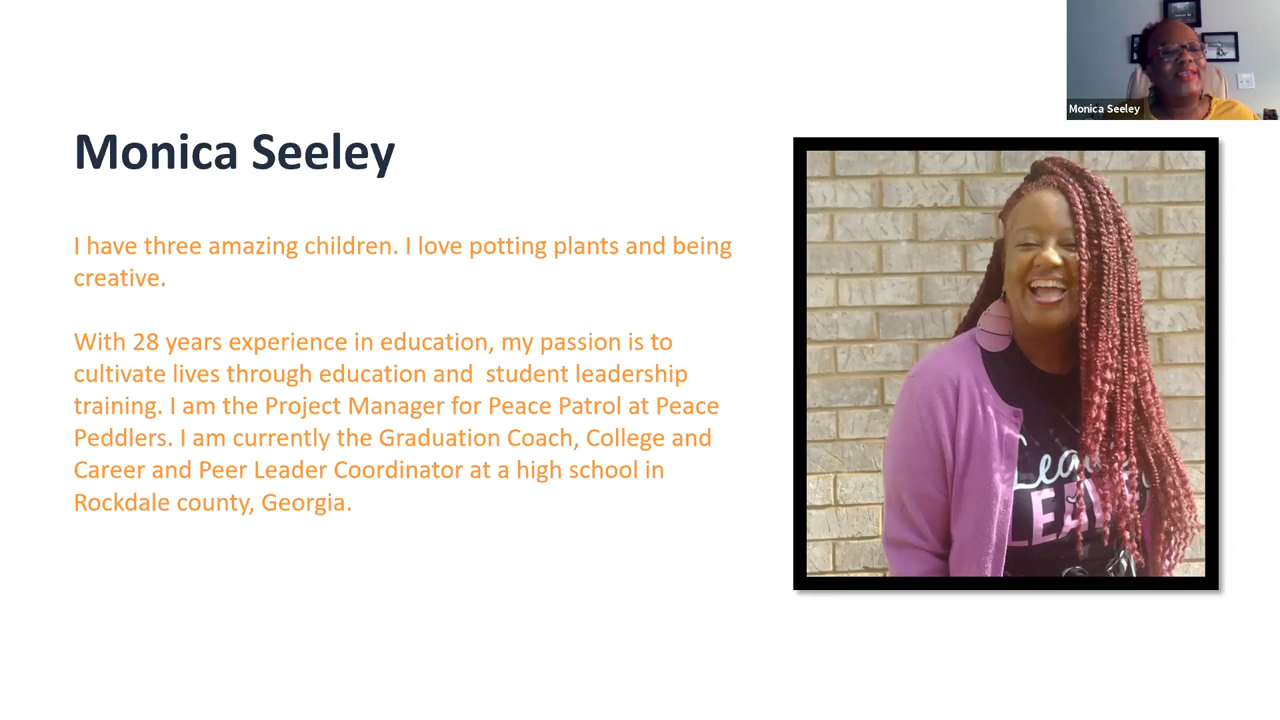 Monica Seeley
Monica Seeley
I have three amazing children. I love potting plants and being
creative.
With 28 years experience in education, my passion is to
cultivate lives through education and  student leadership
training. I am the Project Manager for Peace Patrol at Peace
Peddlers. I am currently the Graduation Coach, College and
Career and Peer Leader Coordinator at a high school in
Rockdale county, Georgia.